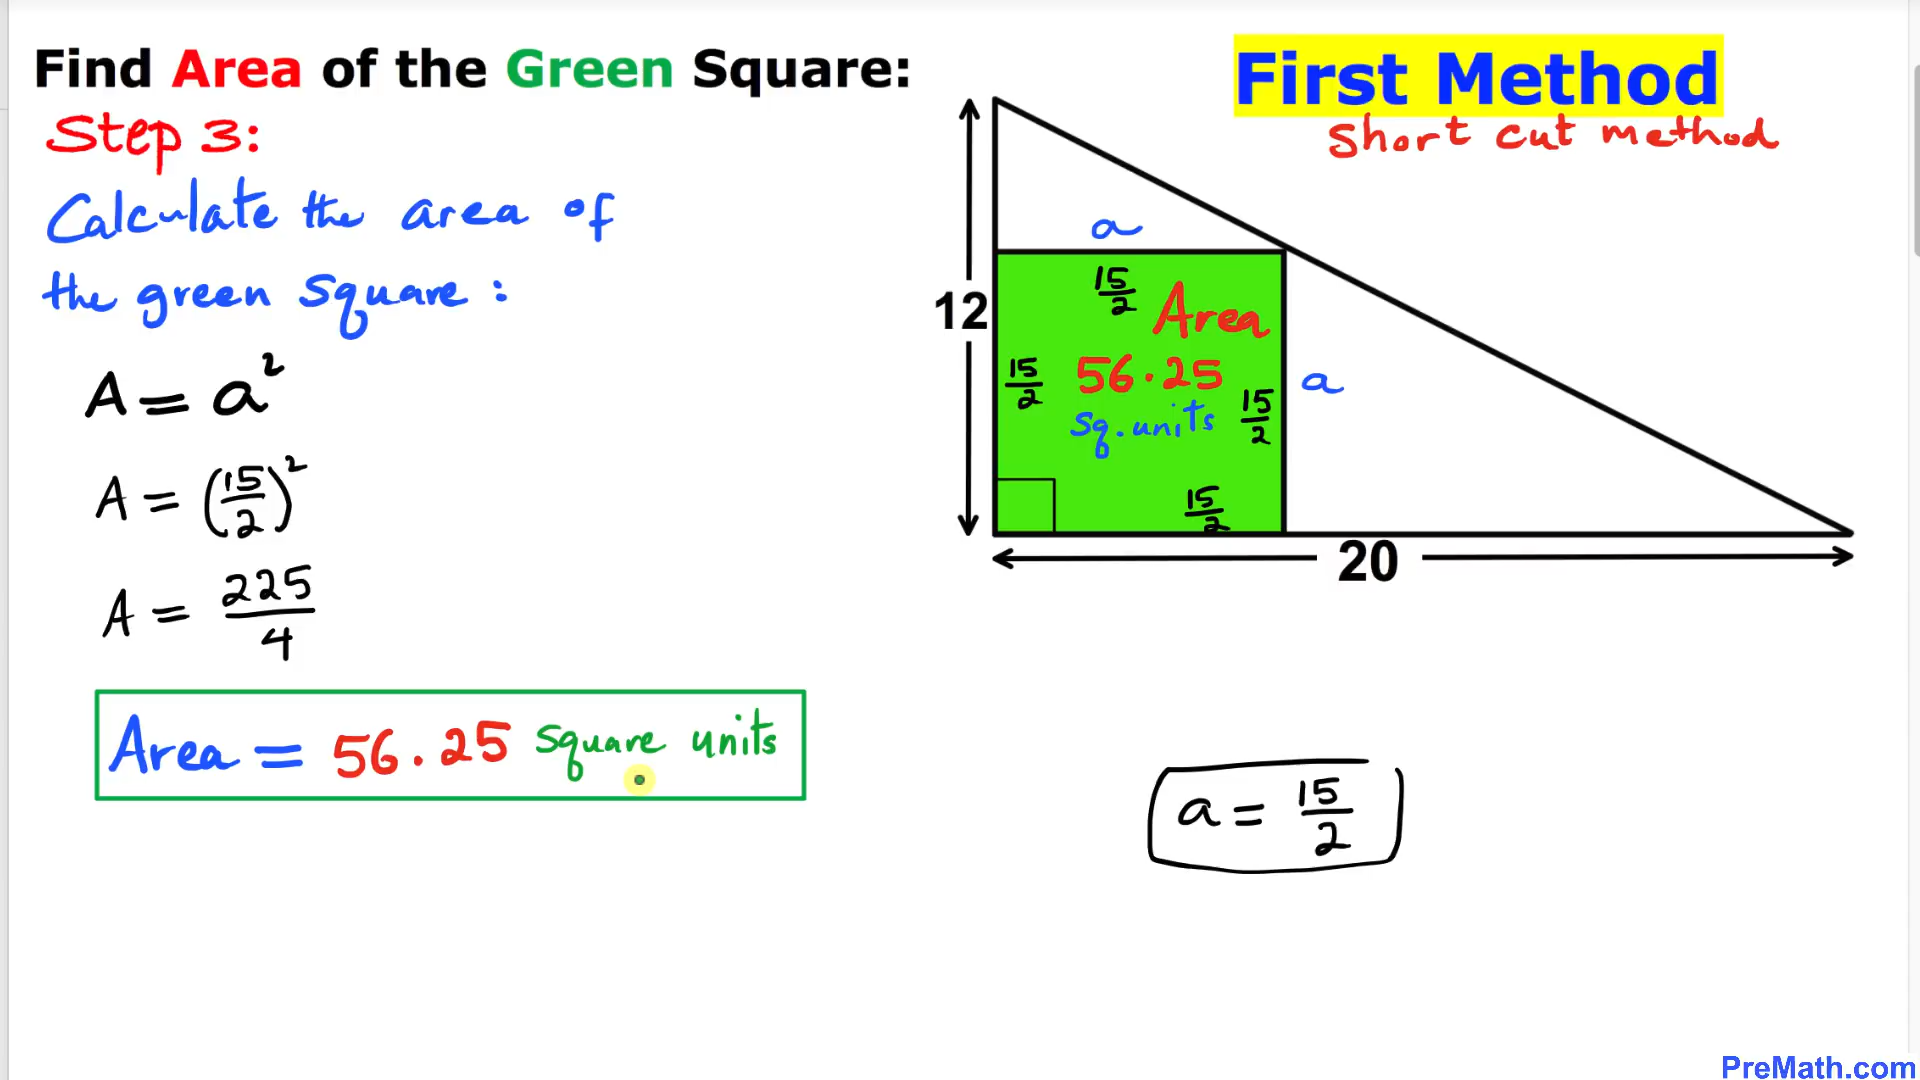 Find Area of the Green Square:
Step 3:
Calculate the area of
the green square:
A = a²
A = (15/2)²
A = 225/4
Area = 56.25 square units
First Method
Short cut method
12
a
15/2
Area
15/2
56.25
15/2
a
sq. units
15/2
20
a = 15/2
PreMath.com